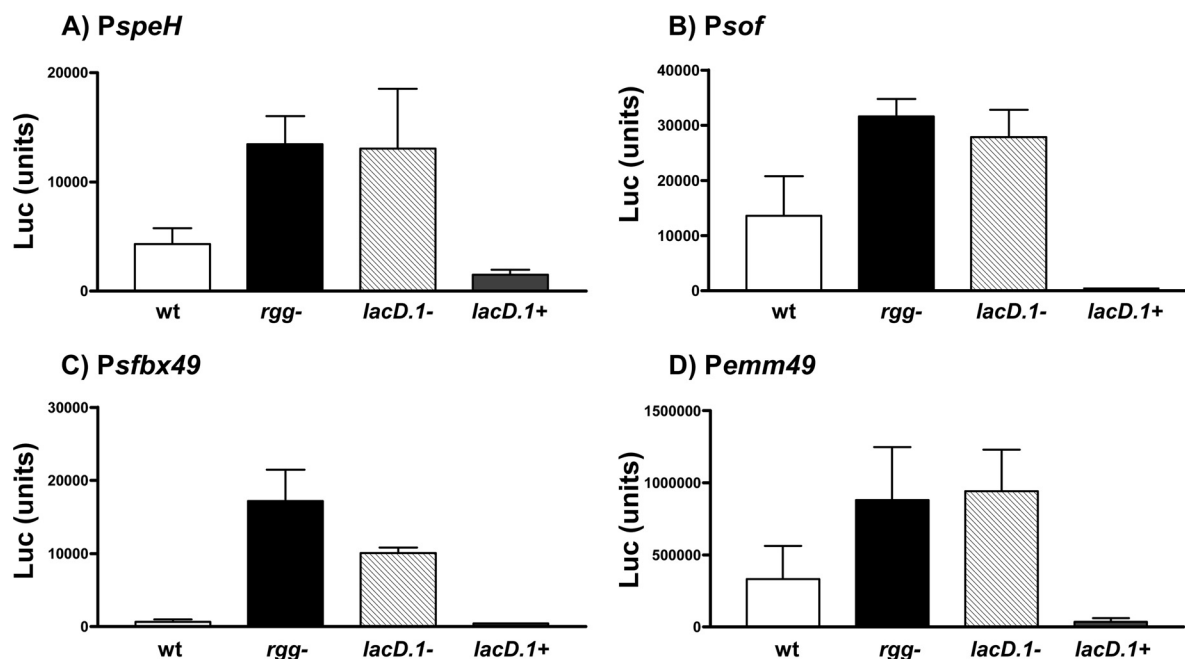 A) PspeH
Luc (units)
20000
10000
0
wt rgg- lacD.1- lacD.1+
B) Psof
Luc (units)
40000
30000
20000
10000
0
wt rgg- lacD.1- lacD.1+
C) Psfbx49
Luc (units)
30000
20000
10000
0
wt rgg- lacD.1- lacD.1+
D) Pemm49
Luc (units)
1500000
1000000
500000
0
wt rgg- lacD.1- lacD.1+